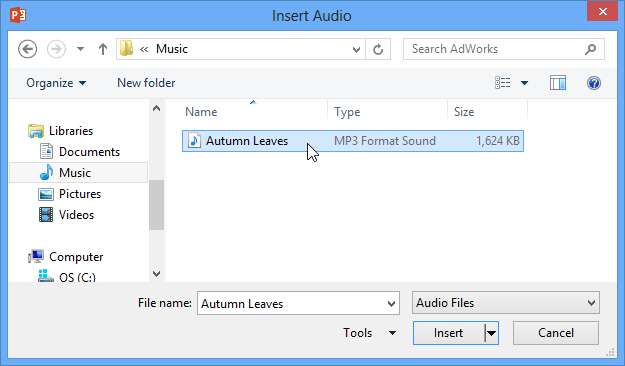 Insert Audio
« Music
Search AdWorks
Organize
New folder
Name Type Size
Libraries
Documents
Music
Pictures
Videos
Computer
OS (C:)
Autumn Leaves MP3 Format Sound 1,624 KB
File name: Autumn Leaves Audio Files
Tools Insert Cancel